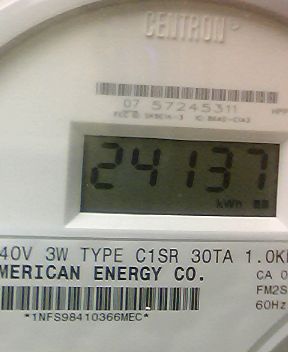 CENTRON®
07 57245311
24137
kWh
40V 3W TYPE C1SR 30TA 1.0K
MERICAN ENERGY CO.
CA 0
FM2S
60Hz
*1NFS98410366MEC*